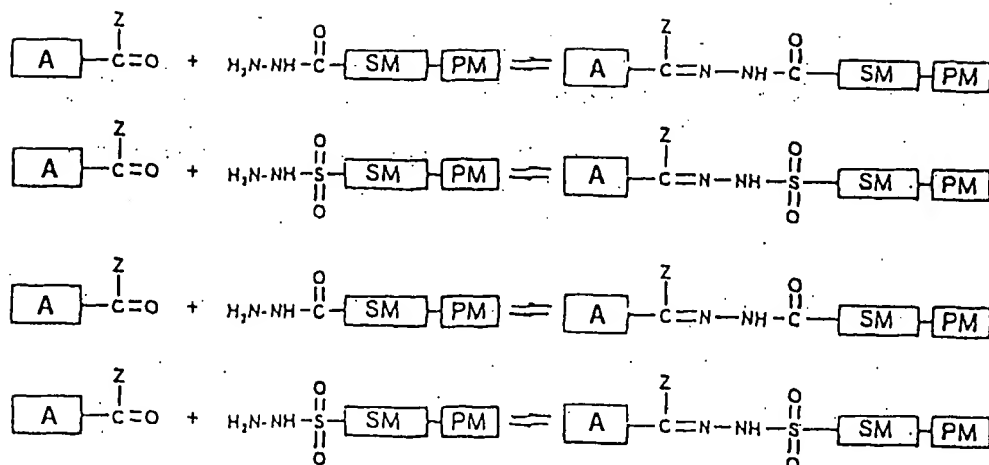 Z O O Z O
A C=O + H₂N-NH-C SM PM A C=N-NH-C SM PM
Z O O Z O
A C=O + H₂N-NH-S SM PM A C=N-NH-S SM PM
O O
Z O Z O
A C=O + H₂N-NH-C SM PM A C=N-NH-C SM PM
Z O Z O
A C=O + H₂N-NH-S SM PM A C=N-NH-S SM PM
O O